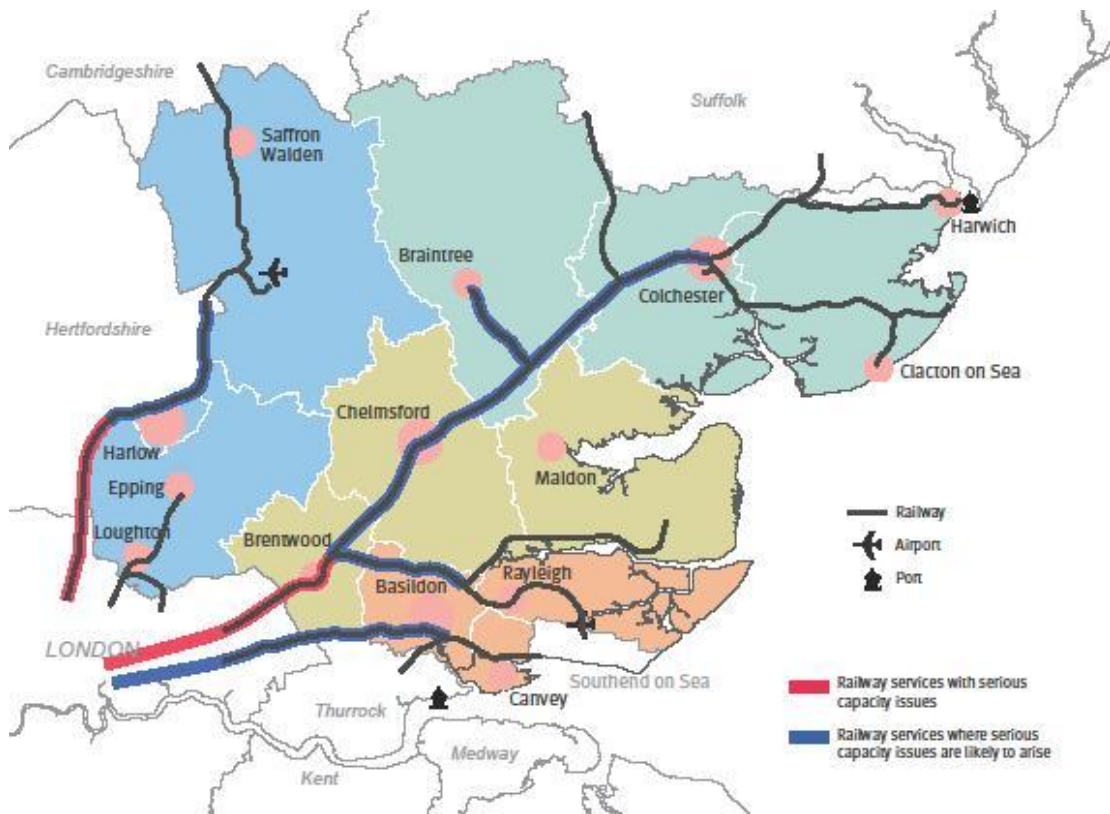 Cambridgeshire
Suffolk
Saffron
Walden
Harwich
Braintree
Colchester
Hertfordshire
Clacton on Sea
Chelmsford
Harlow
Maldon
Epping
Loughton
Brentwood
Railway
Airport
Port
Basildon
Rayleigh
LONDON
Southend on Sea
Canvey
Thurrock
Medway
Kent
Railway services with serious
capacity issues
Railway services where serious
capacity issues are likely to arise